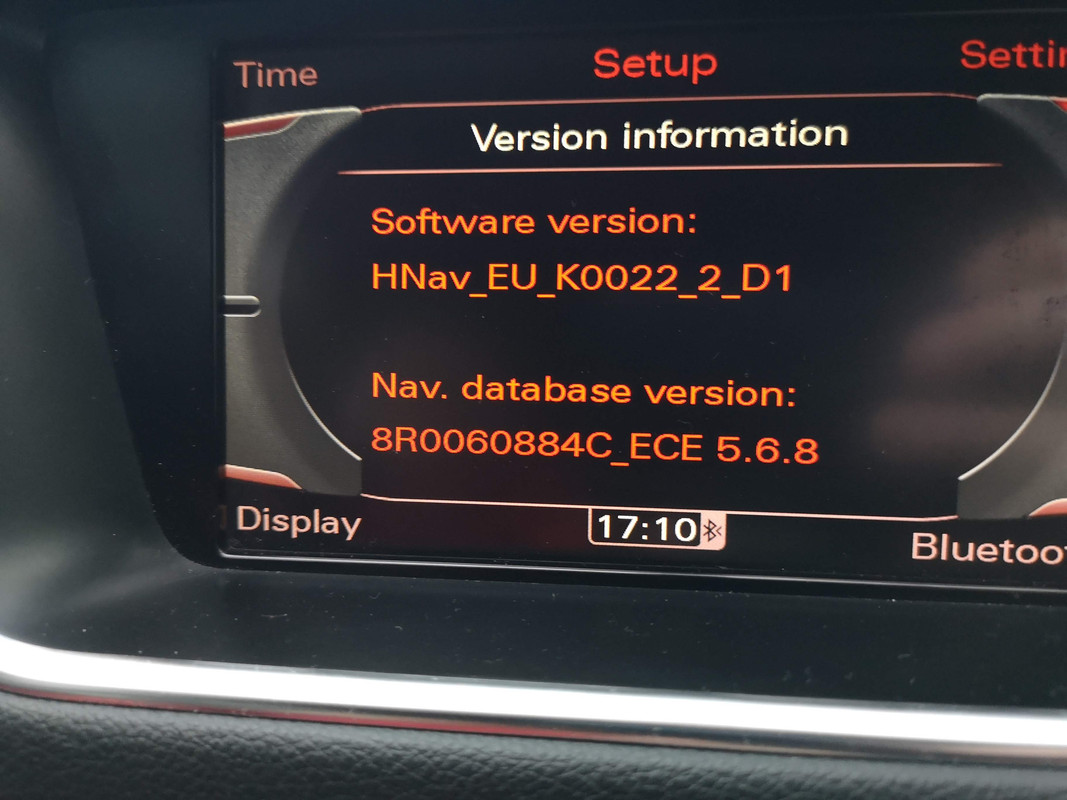 Time
Setup
Version information
Software version:
HNav_EU_K0022_2_D1
Nav. database version:
8R0060884C_ECE 5.6.8
Display
17:10